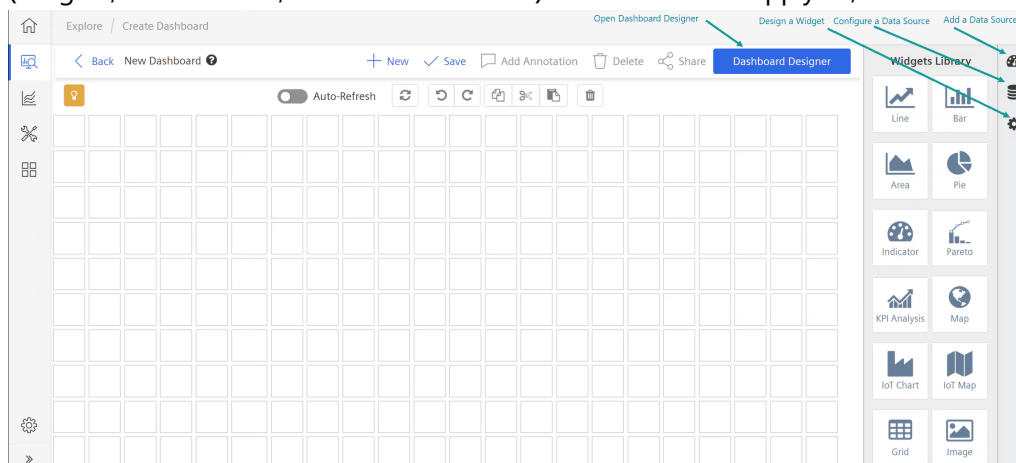 Explore / Create Dashboard
Open Dashboard Designer
Design a Widget
Configure a Data Source
Add a Data Source
Back
New Dashboard
New
Save
Add Annotation
Delete
Share
Dashboard Designer
Widgets Library
Auto-Refresh
Line
Bar
Area
Pie
Indicator
Pareto
KPI Analysis
Map
IoT Chart
IoT Map
Grid
Image